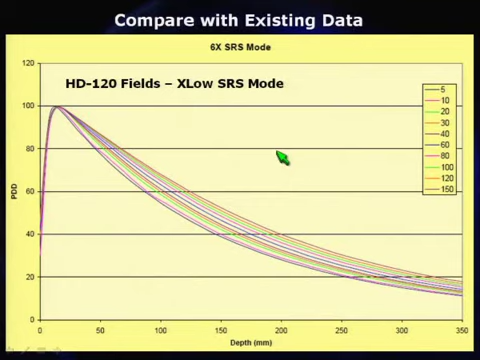 Compare with Existing Data
6X SRS Mode
HD-120 Fields – XLow SRS Mode
120
100
80
60
40
20
0
PDD
0 50 100 150 200 250 300 350
Depth (mm)
5
10
20
30
40
60
80
100
120
150